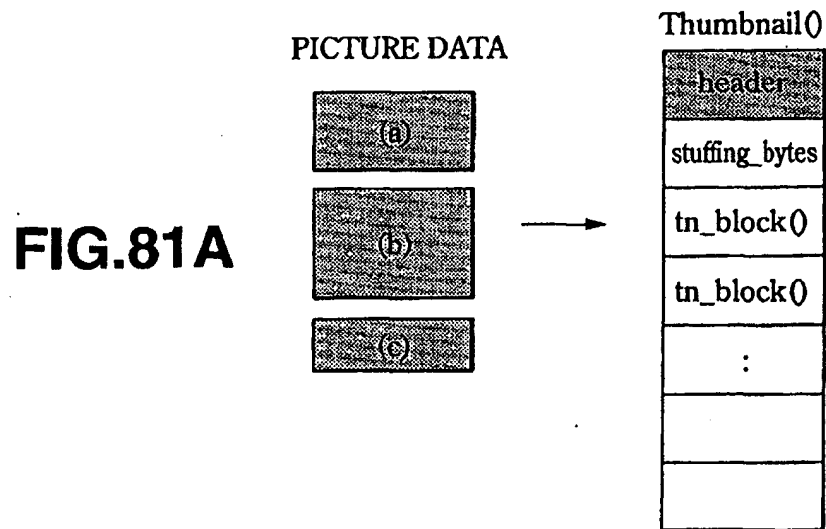 FIG.81A
PICTURE DATA
(a)
(b)
(c)
Thumbnail()
header
stuffing_bytes
tn_block()
tn_block()
: